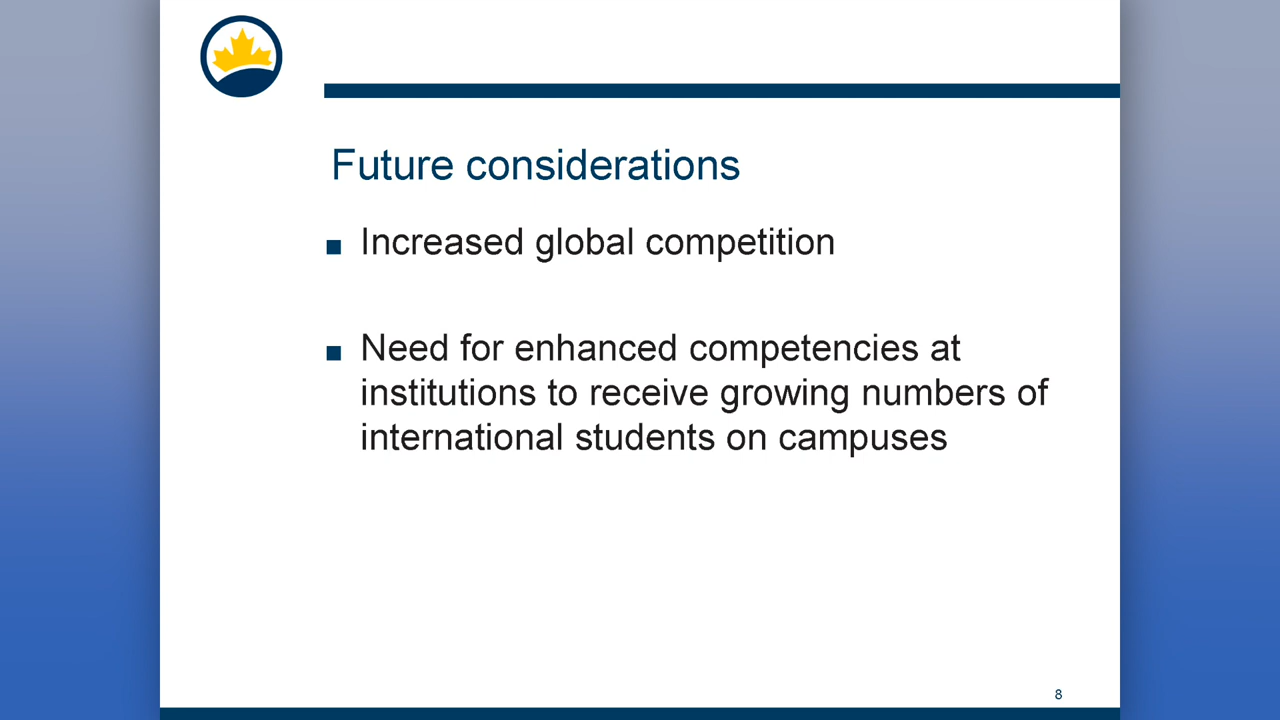 Future considerations
■ Increased global competition
■ Need for enhanced competencies at
institutions to receive growing numbers of
international students on campuses
8